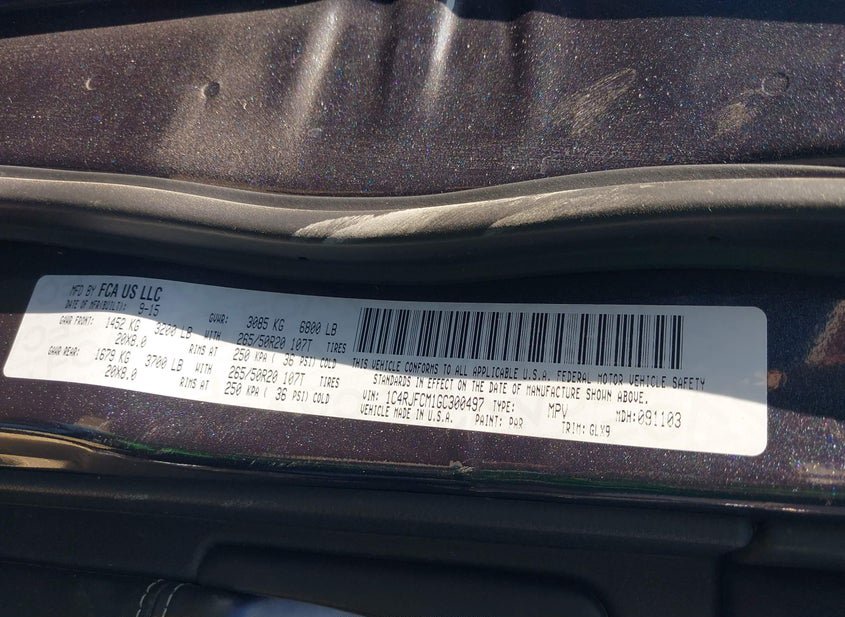 MFD BY FCA US LLC
DATE OF MFR(BUILT): 9-15 GVWR: 3085 KG 6800 LB
GAWR FRONT: 1452 KG 3200 LB WITH 265/50R20 107T TIRES
20X8.0 RIMS AT 250 KPA ( 36 PSI) COLD
GAWR REAR: 1679 KG 3700 LB WITH 265/50R20 107T TIRES
20X8.0 RIMS AT 250 KPA ( 36 PSI) COLD
THIS VEHICLE CONFORMS TO ALL APPLICABLE U.S.A. FEDERAL MOTOR VEHICLE SAFETY
STANDARDS IN EFFECT ON THE DATE OF MANUFACTURE SHOWN ABOVE.
VIN: 1C4RJFCM1GC300497 TYPE: MPV MDH:091103
VEHICLE MADE IN U.S.A. PAINT: PAR TRIM: GLX9